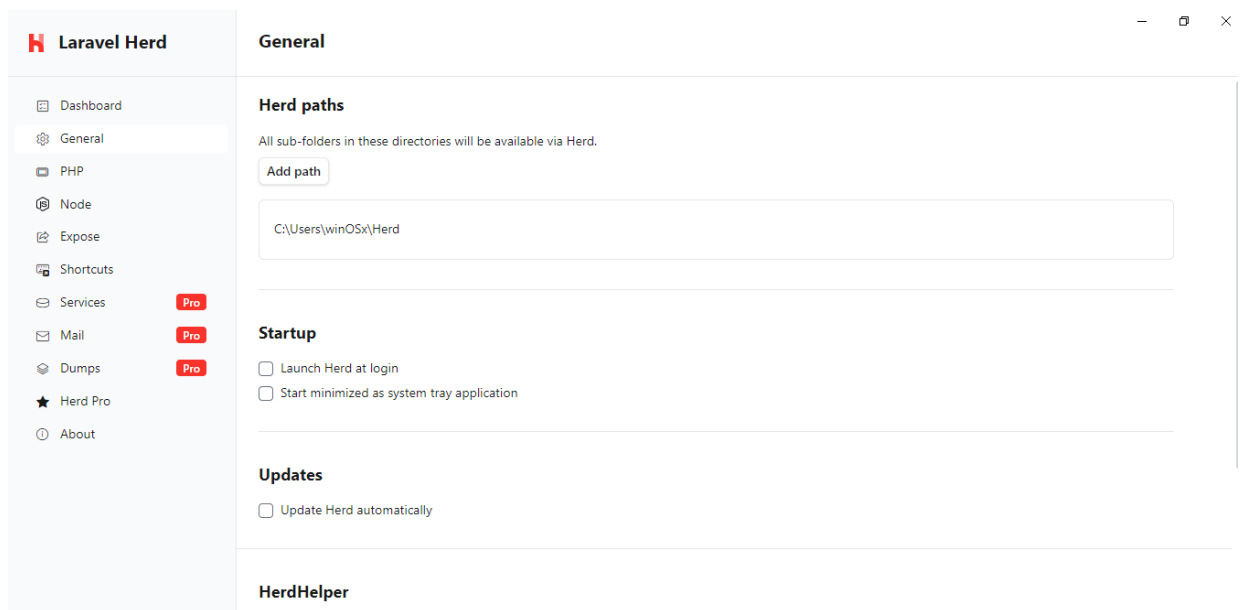 Laravel Herd
Dashboard
General
PHP
Node
Expose
Shortcuts
Services Pro
Mail Pro
Dumps Pro
Herd Pro
About
General
Herd paths
All sub-folders in these directories will be available via Herd.
Add path
C:\Users\winOSx\Herd
Startup
Launch Herd at login
Start minimized as system tray application
Updates
Update Herd automatically
HerdHelper